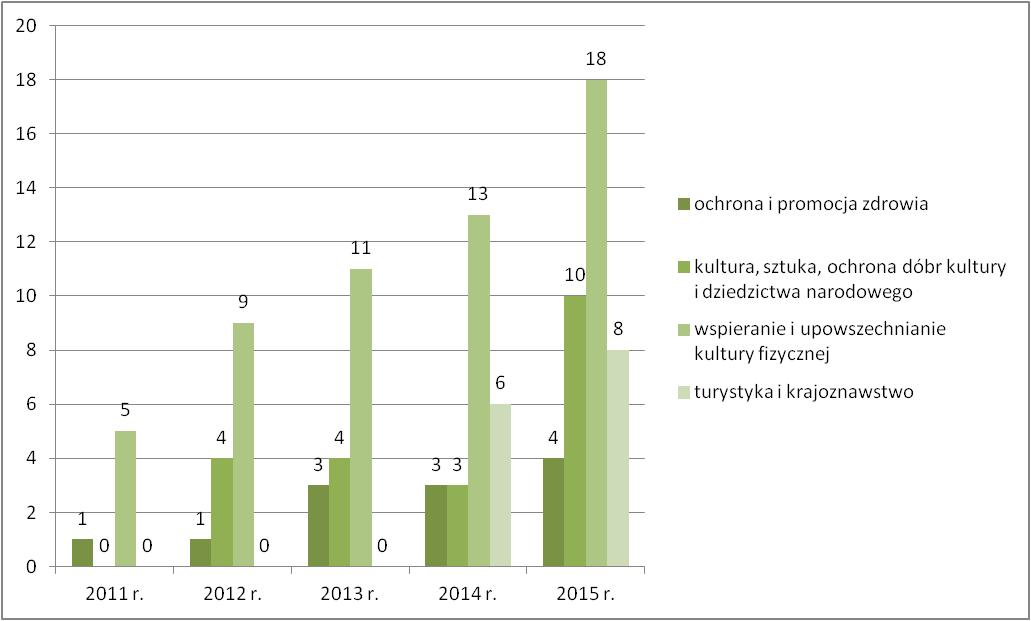 20
18
16
14
12
10
8
6
4
2
0
1
0
5
0
1
4
9
0
3
4
11
0
3
3
13
6
4
10
18
8
2011 r.
2012 r.
2013 r.
2014 r.
2015 r.
ochrona i promocja zdrowia
kultura, sztuka, ochrona dóbr kultury
i dziedzictwa narodowego
wspieranie i upowszechnianie
kultury fizycznej
turystyka i krajoznawstwo